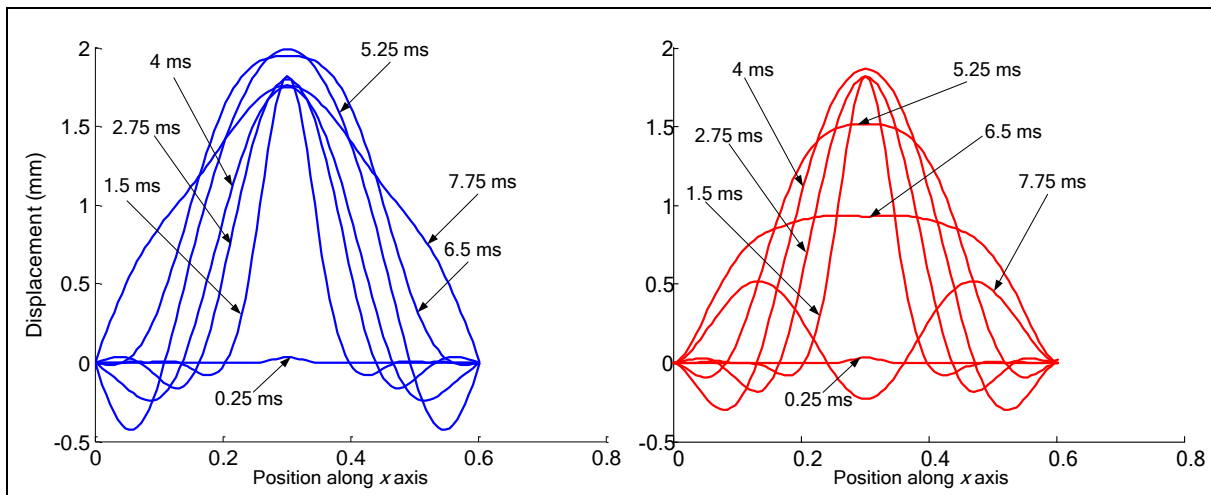 2
1.5
1
0.5
0
-0.5
0
0.2
0.4
0.6
0.8
Displacement (mm)
Position along x axis
5.25 ms
4 ms
2.75 ms
1.5 ms
7.75 ms
6.5 ms
0.25 ms
2
1.5
1
0.5
0
-0.5
0
0.2
0.4
0.6
0.8
Position along x axis
4 ms
5.25 ms
2.75 ms
6.5 ms
1.5 ms
7.75 ms
0.25 ms